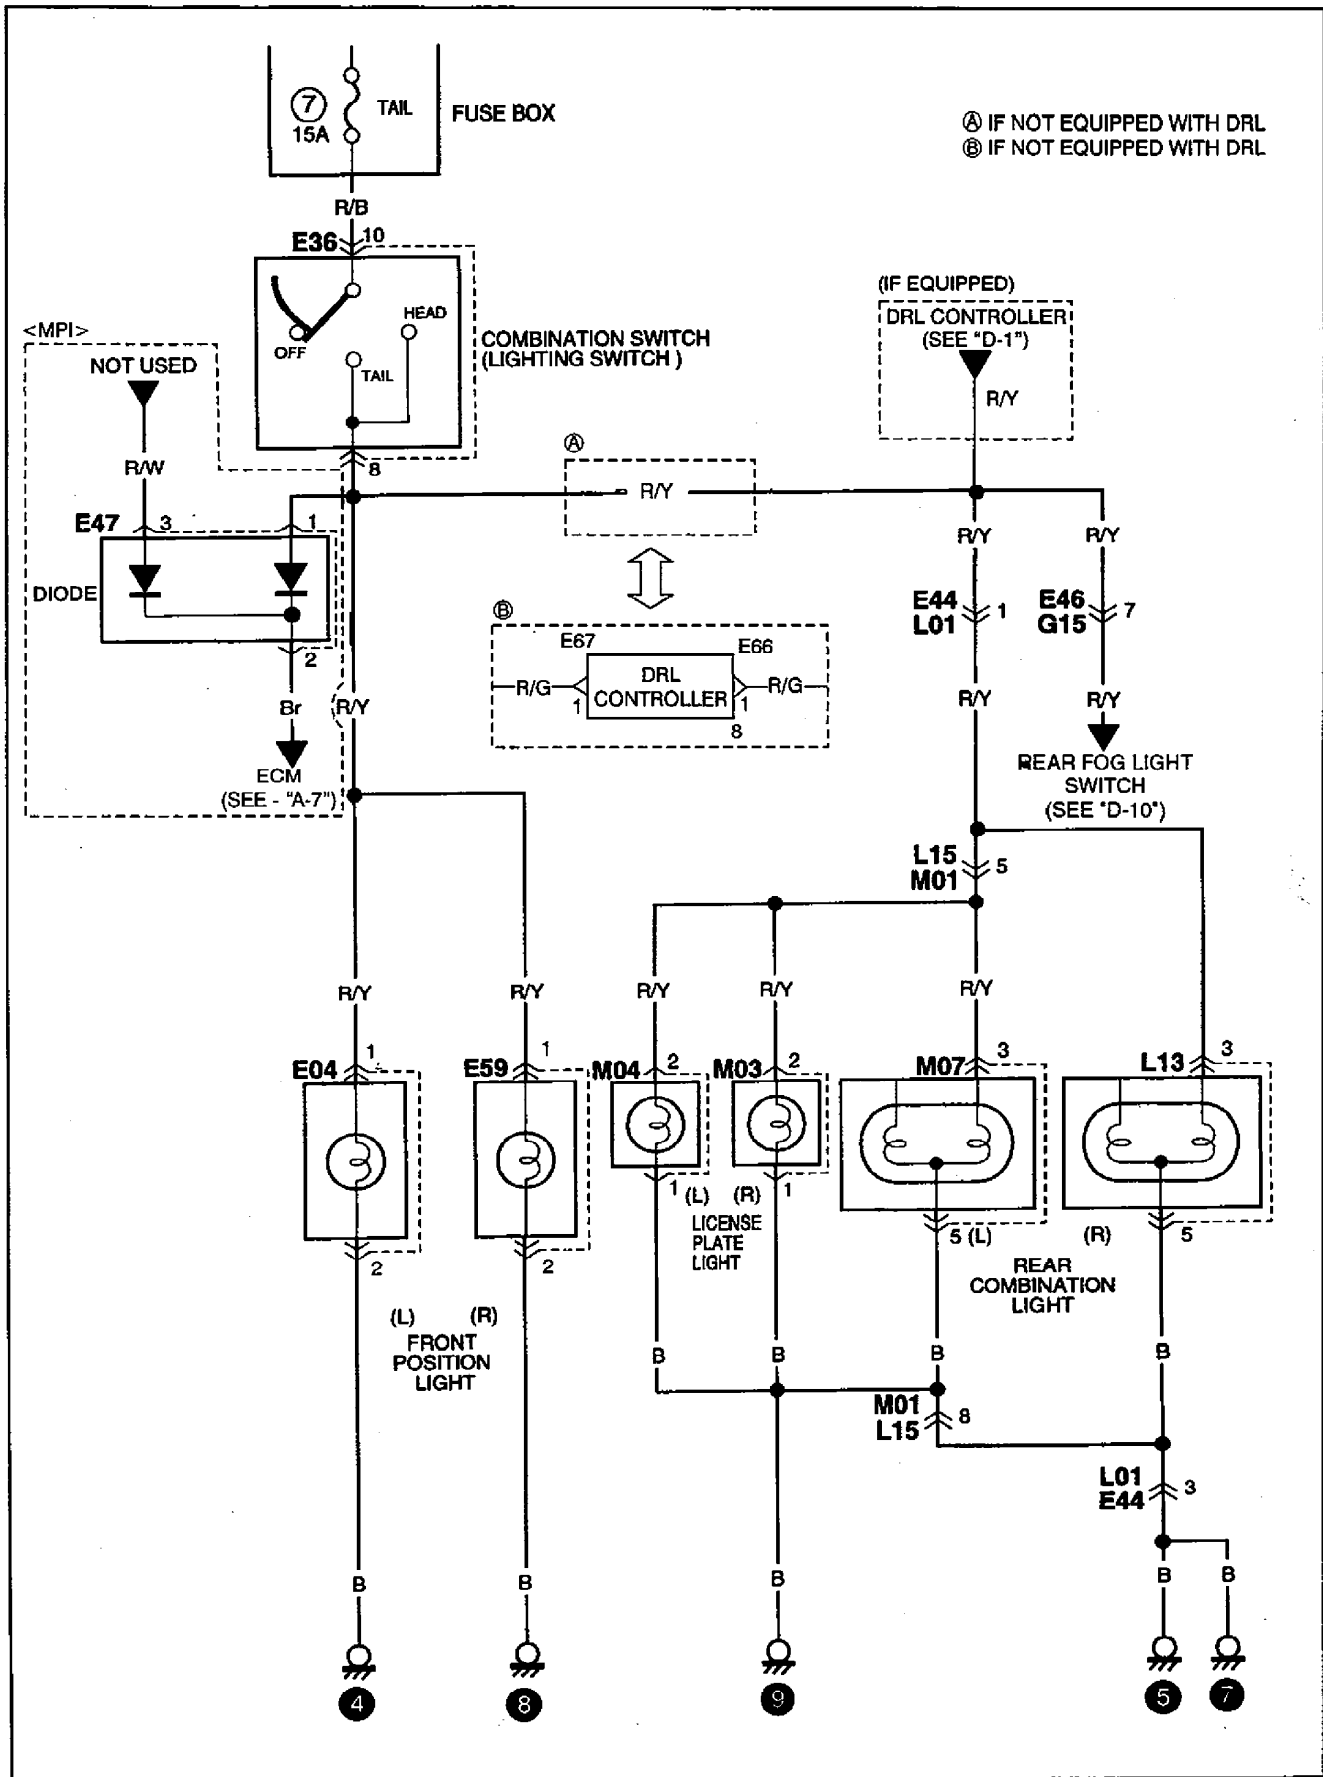 7
15A
TAIL
FUSE BOX
Ⓐ IF NOT EQUIPPED WITH DRL
Ⓑ IF NOT EQUIPPED WITH DRL
R/B
E36
10
(IF EQUIPPED)
HEAD
OFF
TAIL
COMBINATION SWITCH
(LIGHTING SWITCH )
DRL CONTROLLER
(SEE "D-1")
R/Y
<MPI>
NOT USED
R/W
8
Ⓐ
R/Y
E47
3
1
R/Y
R/Y
DIODE
E44
L01
1
E46
G15
7
2
Ⓑ
E67
E66
R/G
DRL
CONTROLLER
R/G
1
1
8
Br
R/Y
R/Y
R/Y
ECM
(SEE - "A-7")
REAR FOG LIGHT
SWITCH
(SEE "D-10")
L15
M01
5
R/Y
R/Y
R/Y
R/Y
R/Y
E04
1
E59
1
M04
2
M03
2
M07
3
L13
3
1
(L)
(R)
1
LICENSE
PLATE
LIGHT
5 (L)
(R)
5
REAR
COMBINATION
LIGHT
2
2
(L)
(R)
FRONT
POSITION
LIGHT
B
B
B
B
M01
L15
8
L01
E44
3
B
B
B
B
B
4
8
9
5
7